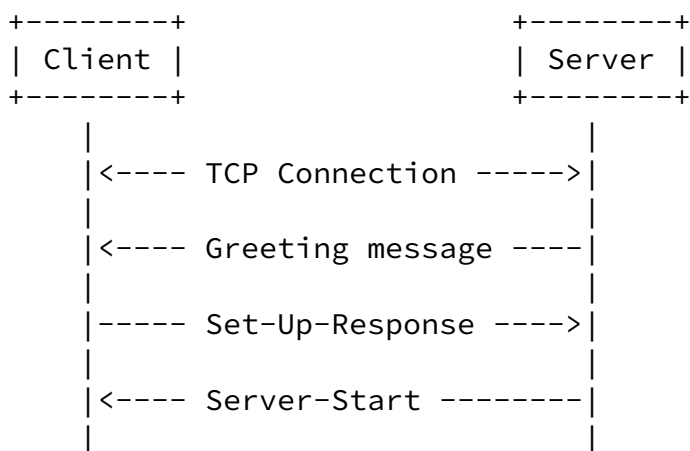 Client Server
TCP Connection
Greeting message
Set-Up-Response
Server-Start